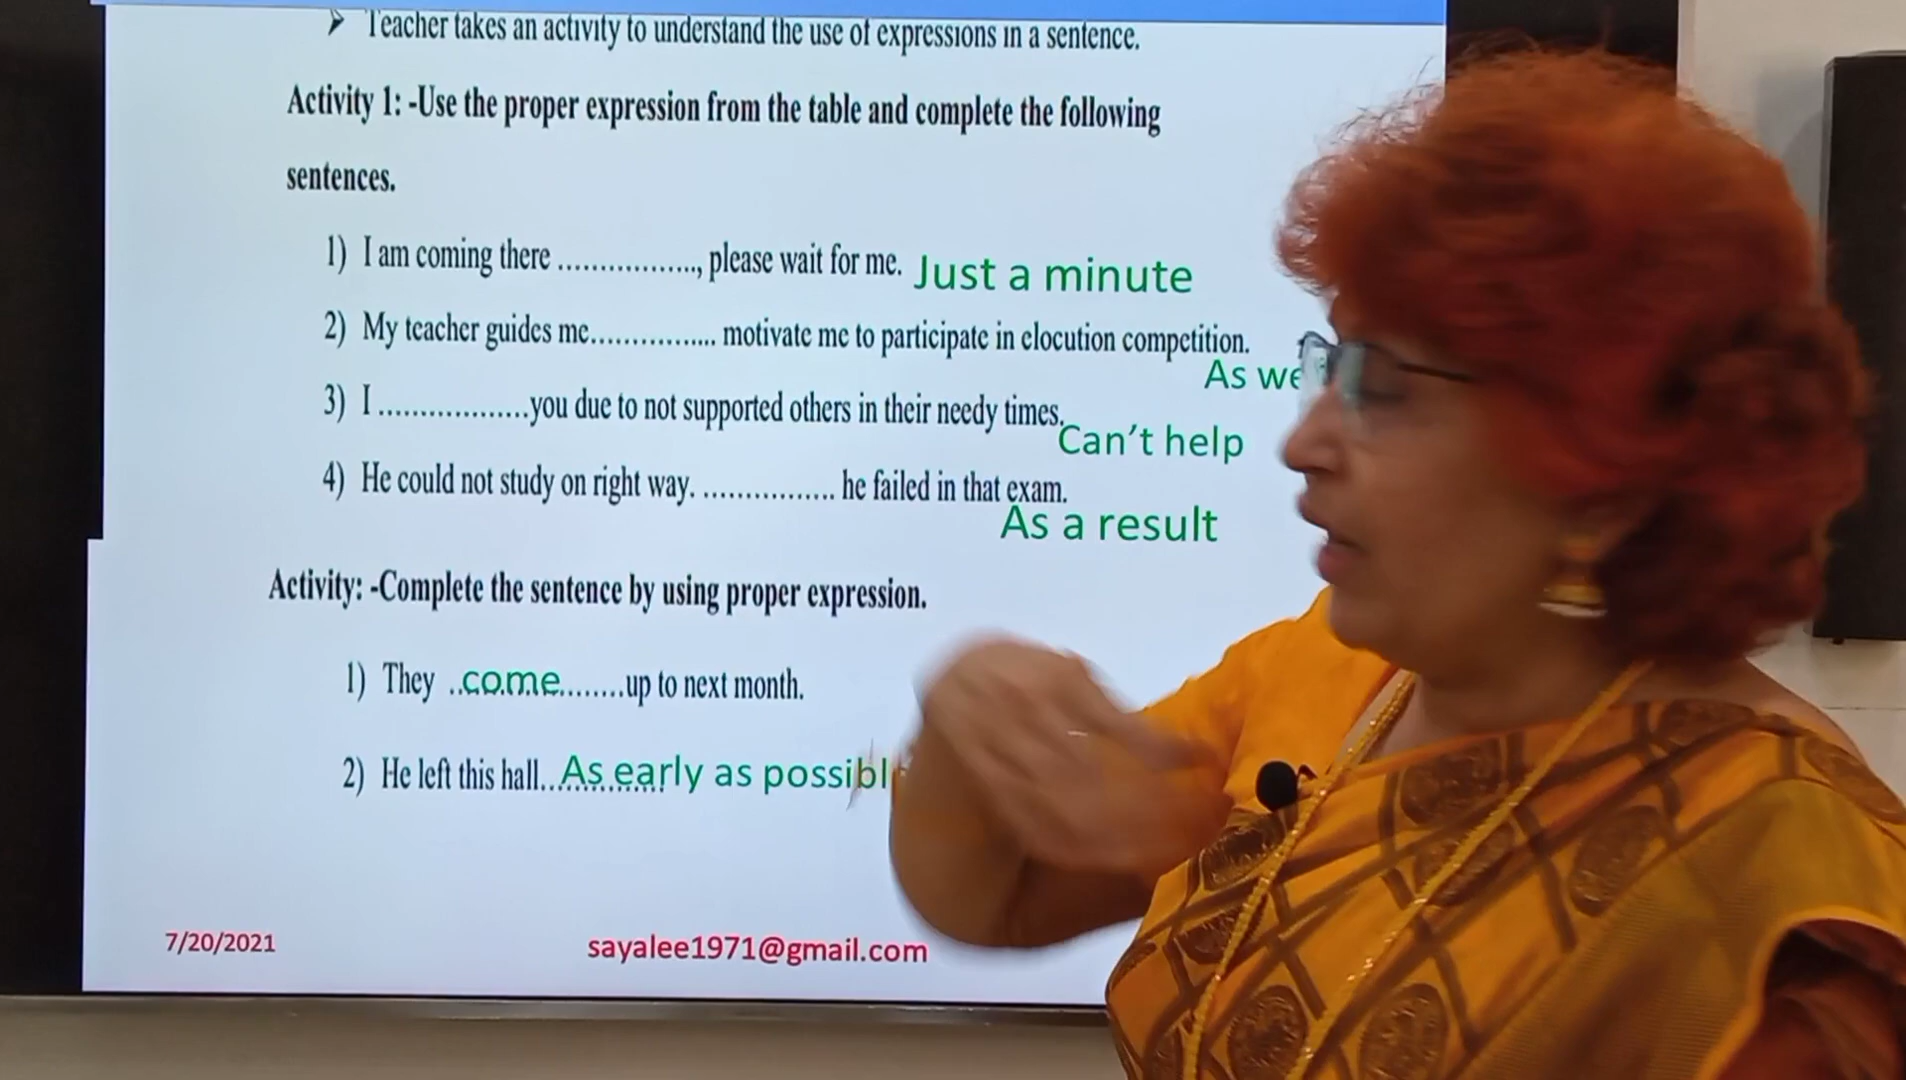 ➤ Teacher takes an activity to understand the use of expressions in a sentence.
Activity 1: -Use the proper expression from the table and complete the following
sentences.
1) I am coming there ................., please wait for me. Just a minute
2) My teacher guides me................ motivate me to participate in elocution competition.
As we
3) I ..................you due to not supported others in their needy times.
Can't help
4) He could not study on right way. ................ he failed in that exam.
As a result
Activity: -Complete the sentence by using proper expression.
1) They ..come........up to next month.
2) He left this hall...As early as possibl
7/20/2021
sayalee1971@gmail.com